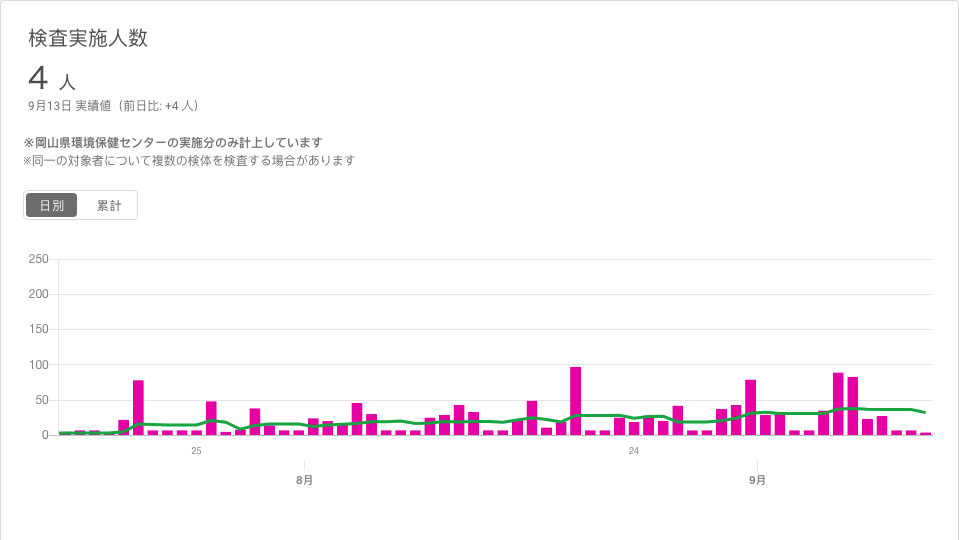 検査実施人数
4 人
9月13日 実績値（前日比: +4 人）
※岡山県環境保健センターの実施分のみ計上しています
※同一の対象者について複数の検体を検査する場合があります
日別 累計
250
200
150
100
50
0
25 24
8月 9月